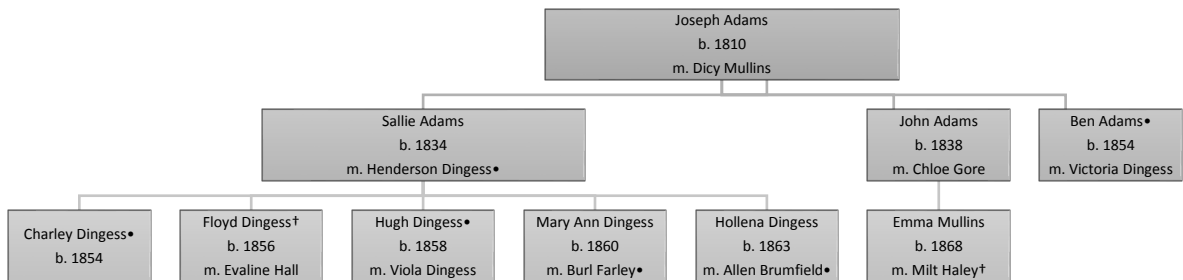 Joseph Adams
b. 1810
m. Dicy Mullins
Sallie Adams
b. 1834
m. Henderson Dingess•
John Adams
b. 1838
m. Chloe Gore
Ben Adams•
b. 1854
m. Victoria Dingess
Charley Dingess•
b. 1854
Floyd Dingess†
b. 1856
m. Evaline Hall
Hugh Dingess•
b. 1858
m. Viola Dingess
Mary Ann Dingess
b. 1860
m. Burl Farley•
Hollena Dingess
b. 1863
m. Allen Brumfield•
Emma Mullins
b. 1868
m. Milt Haley†